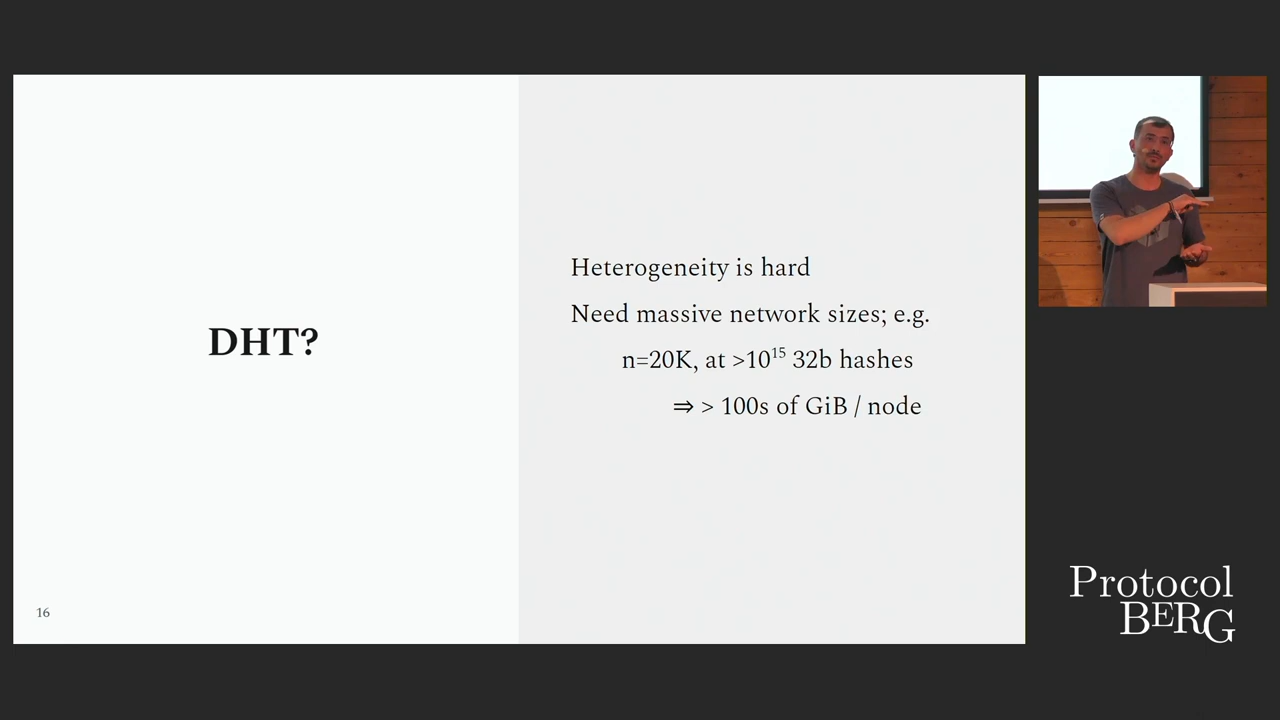 DHT?
Heterogeneity is hard
Need massive network sizes; e.g.
n=20K, at >10¹⁵ 32b hashes
⇒ > 100s of GiB / node
16
Protocol
BERG